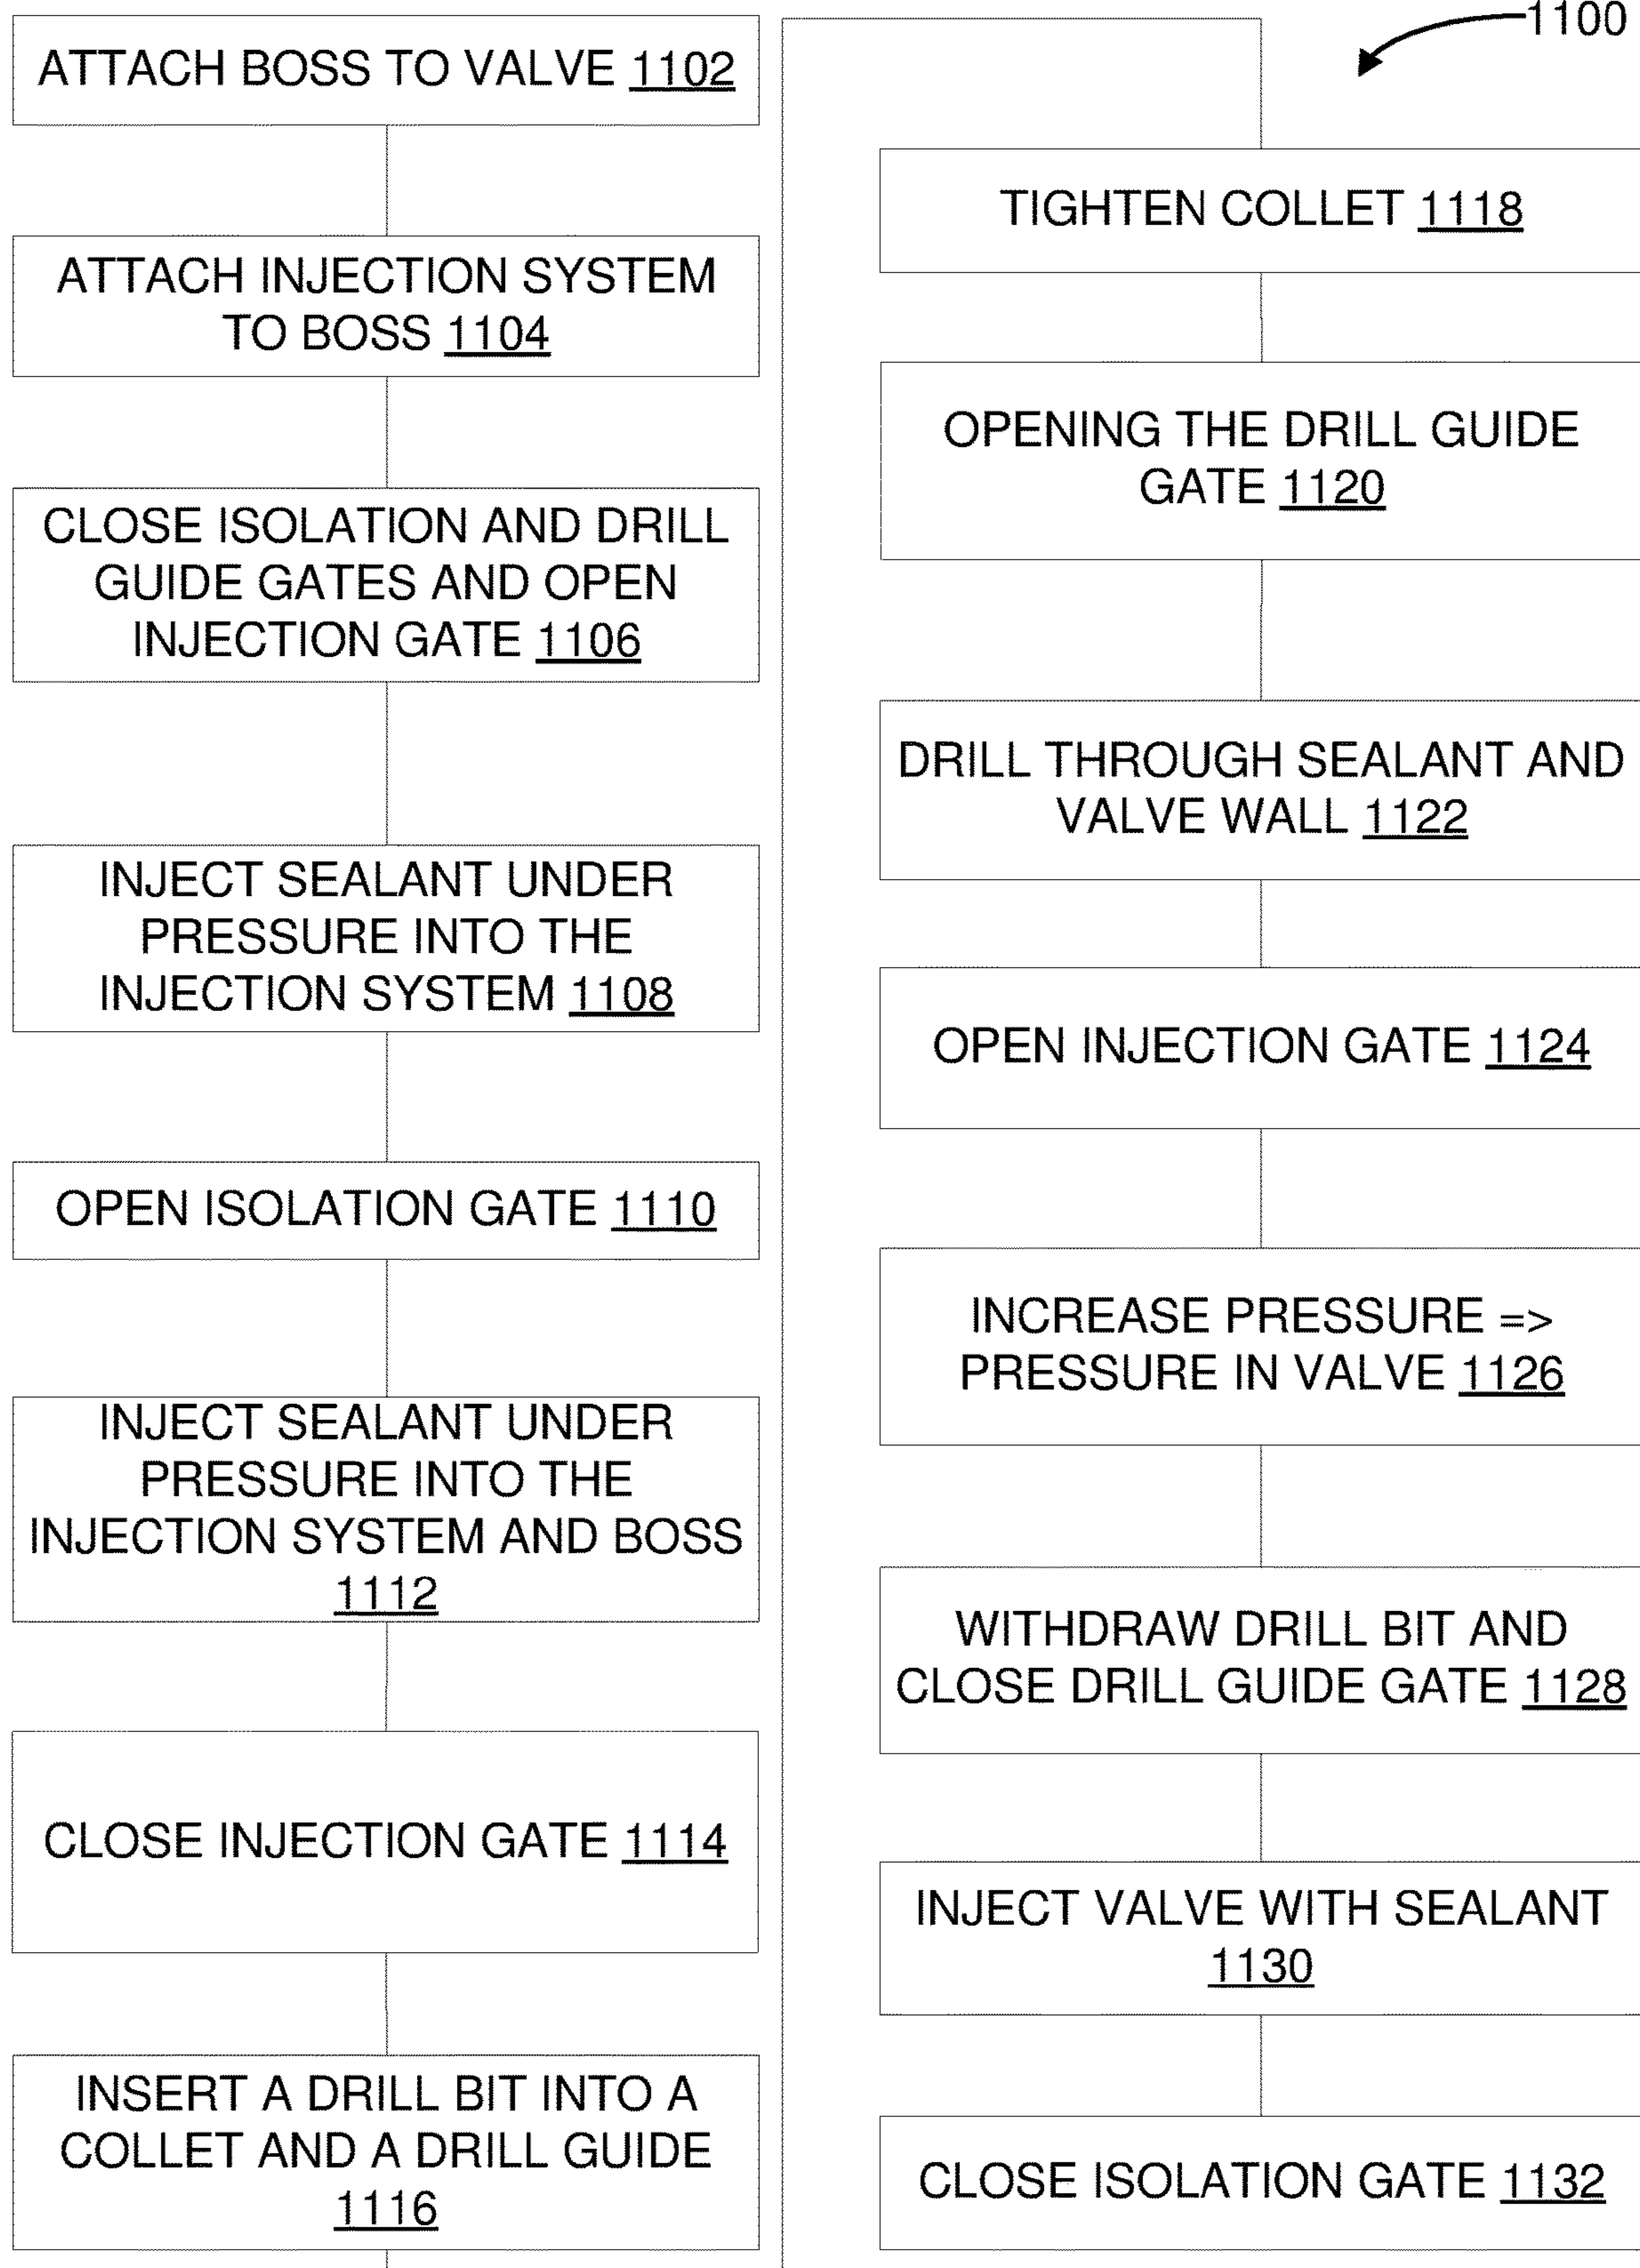 ATTACH BOSS TO VALVE 1102
ATTACH INJECTION SYSTEM
TO BOSS 1104
CLOSE ISOLATION AND DRILL
GUIDE GATES AND OPEN
INJECTION GATE 1106
INJECT SEALANT UNDER
PRESSURE INTO THE
INJECTION SYSTEM 1108
OPEN ISOLATION GATE 1110
INJECT SEALANT UNDER
PRESSURE INTO THE
INJECTION SYSTEM AND BOSS
1112
CLOSE INJECTION GATE 1114
INSERT A DRILL BIT INTO A
COLLET AND A DRILL GUIDE
1116
1100
TIGHTEN COLLET 1118
OPENING THE DRILL GUIDE
GATE 1120
DRILL THROUGH SEALANT AND
VALVE WALL 1122
OPEN INJECTION GATE 1124
INCREASE PRESSURE =>
PRESSURE IN VALVE 1126
WITHDRAW DRILL BIT AND
CLOSE DRILL GUIDE GATE 1128
INJECT VALVE WITH SEALANT
1130
CLOSE ISOLATION GATE 1132